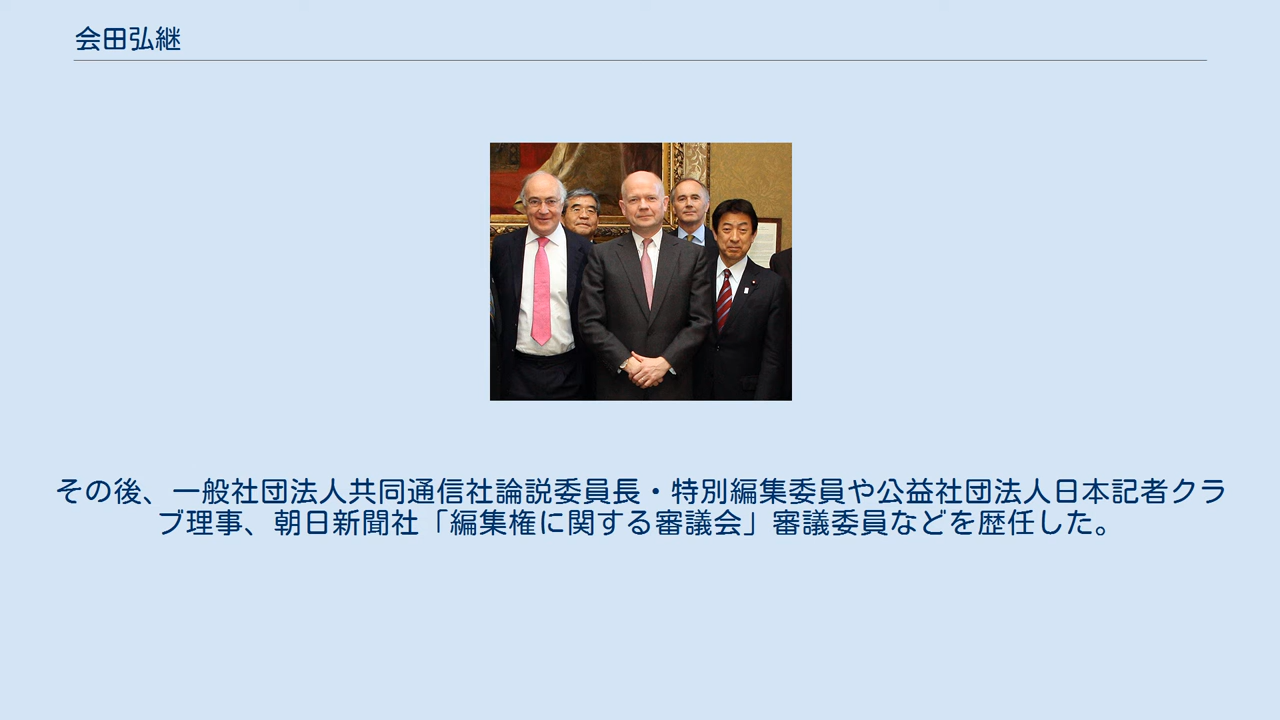 会田弘継
その後、一般社団法人共同通信社論説委員長・特別編集委員や公益社団法人日本記者クラ
ブ理事、朝日新聞社「編集権に関する審議会」審議委員などを歴任した。